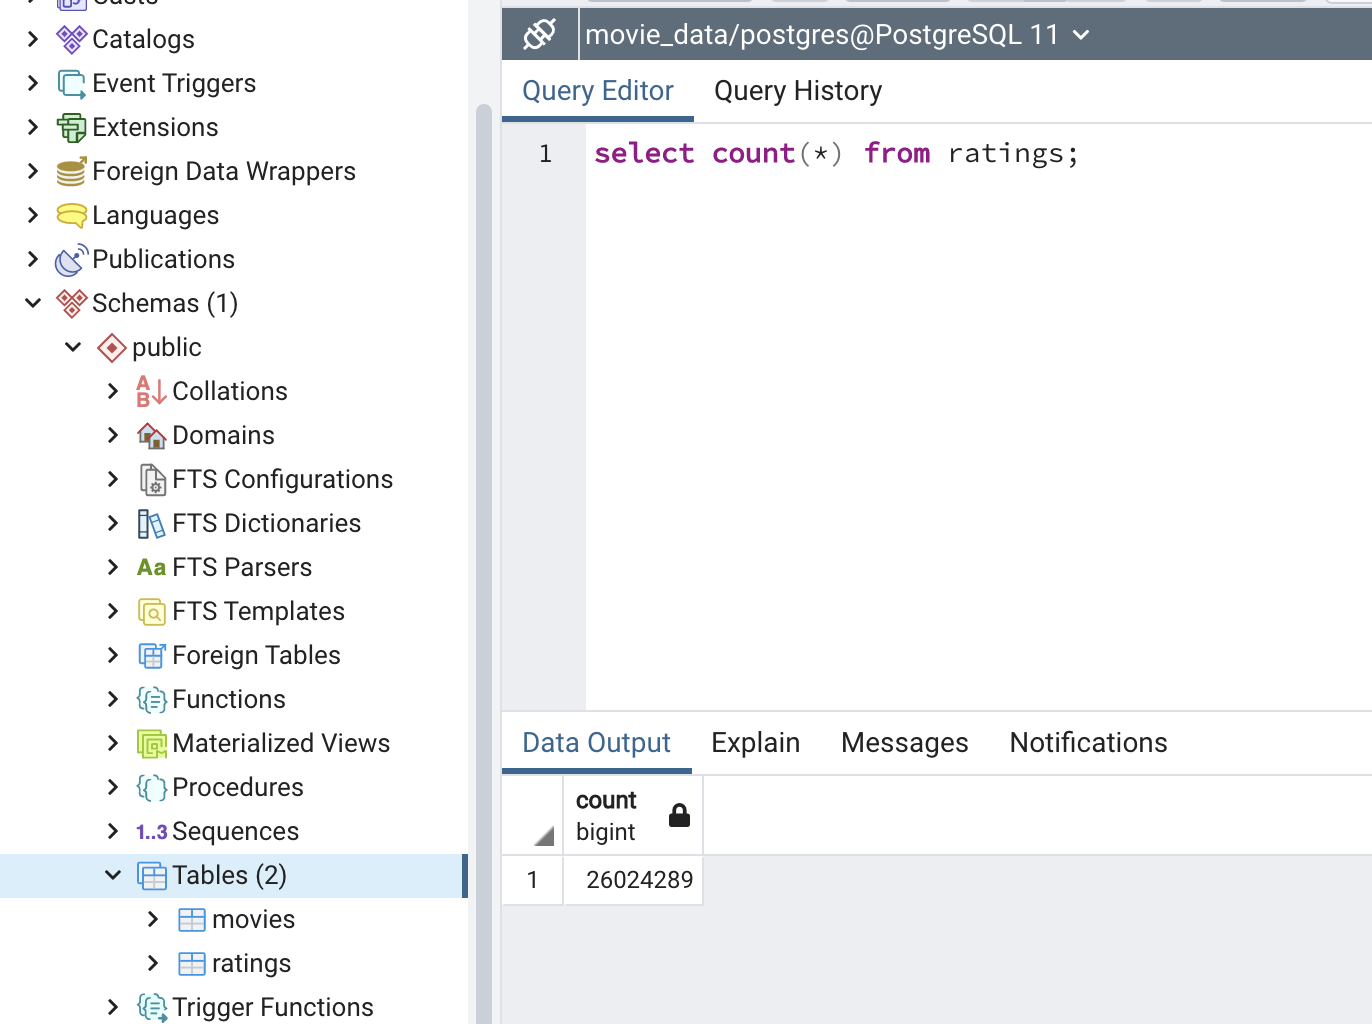 Casts
Catalogs
Event Triggers
Extensions
Foreign Data Wrappers
Languages
Publications
Schemas (1)
public
A
B
Collations
Domains
FTS Configurations
FTS Dictionaries
Aa FTS Parsers
FTS Templates
Foreign Tables
Functions
Materialized Views
Procedures
1..3 Sequences
Tables (2)
movies
ratings
Trigger Functions
movie_data/postgres@PostgreSQL 11
Query Editor Query History
1 select count(*) from ratings;
Data Output Explain Messages Notifications
count
bigint
1 26024289